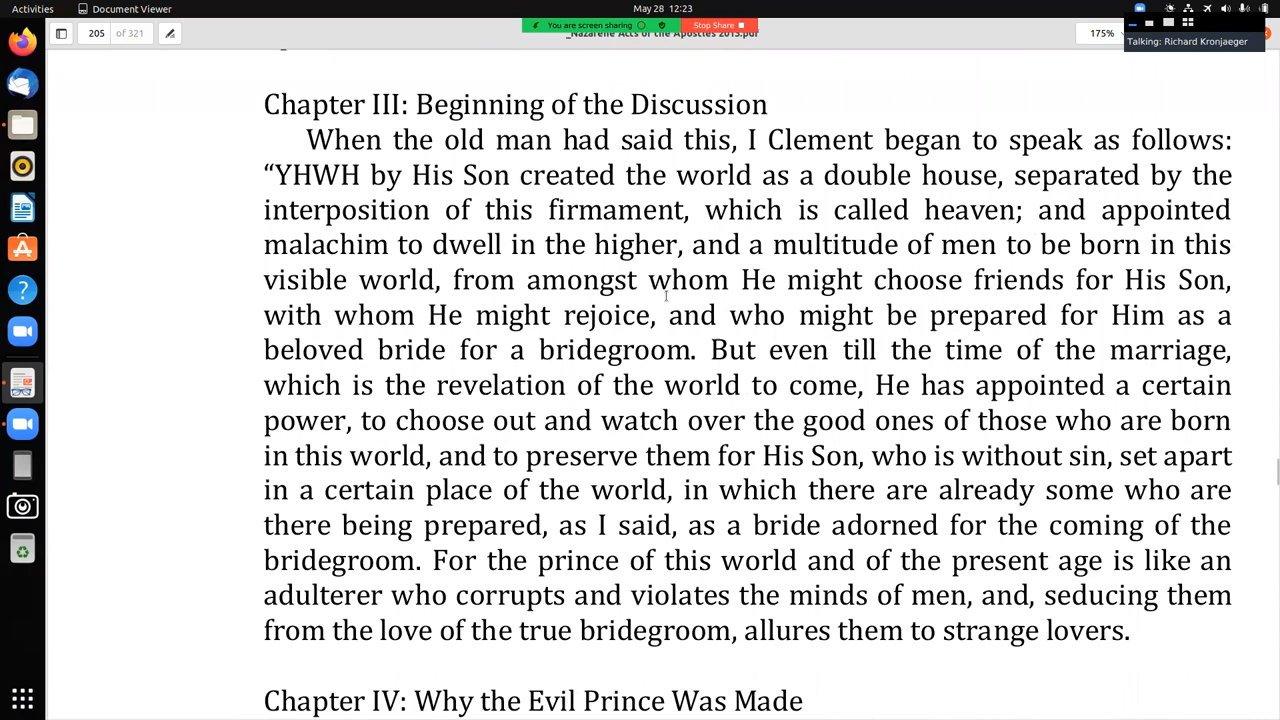 Activities
Document Viewer
May 28 12:23
You are screen sharing
Stop Share
205 of 321
_Nazarene Acts of the Apostles 2013.pdf
175%
Talking: Richard Kronjaeger
Chapter III: Beginning of the Discussion
When the old man had said this, I Clement began to speak as follows:
“YHWH by His Son created the world as a double house, separated by the
interposition of this firmament, which is called heaven; and appointed
malachim to dwell in the higher, and a multitude of men to be born in this
visible world, from amongst whom He might choose friends for His Son,
with whom He might rejoice, and who might be prepared for Him as a
beloved bride for a bridegroom. But even till the time of the marriage,
which is the revelation of the world to come, He has appointed a certain
power, to choose out and watch over the good ones of those who are born
in this world, and to preserve them for His Son, who is without sin, set apart
in a certain place of the world, in which there are already some who are
there being prepared, as I said, as a bride adorned for the coming of the
bridegroom. For the prince of this world and of the present age is like an
adulterer who corrupts and violates the minds of men, and, seducing them
from the love of the true bridegroom, allures them to strange lovers.
Chapter IV: Why the Evil Prince Was Made